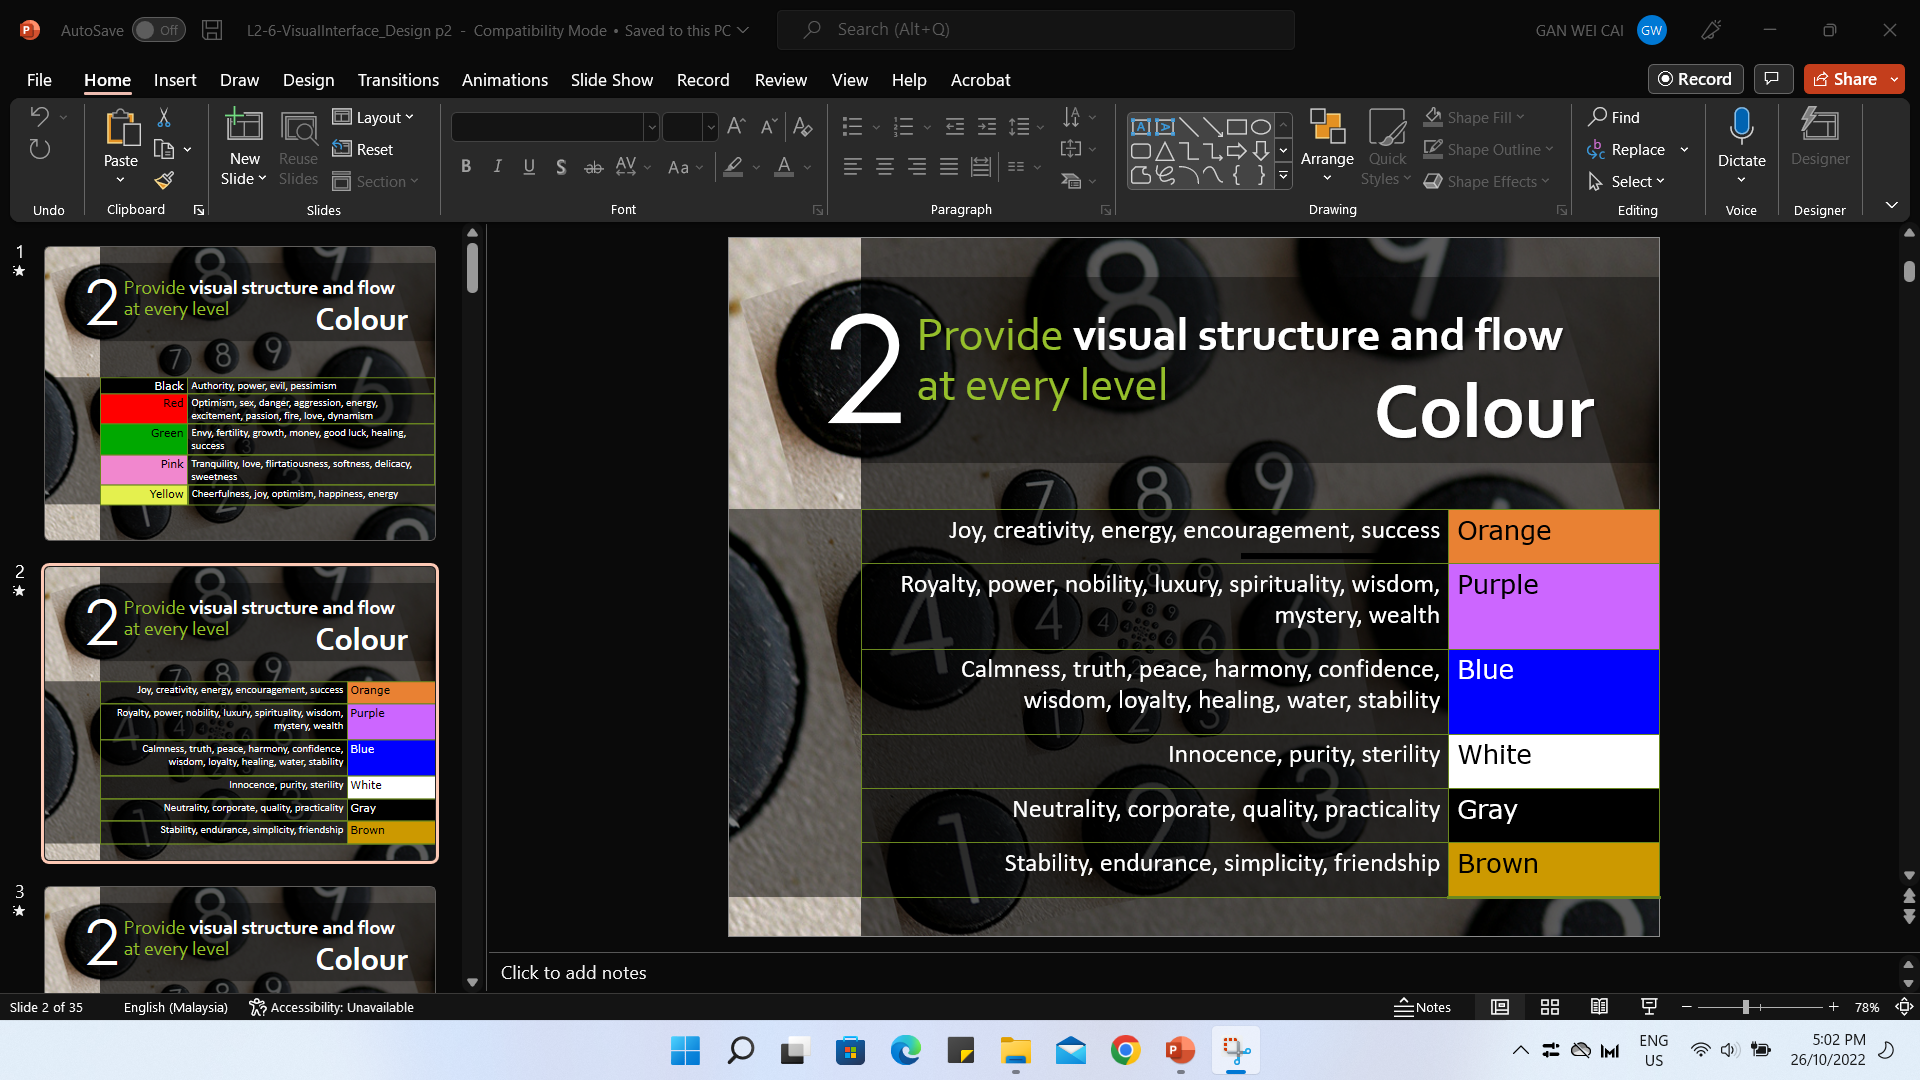 AutoSave Off L2-6-VisualInterface_Design p2 - Compatibility Mode • Saved to this PC
Search (Alt+Q)
GAN WEI CAI GW
File Home Insert Draw Design Transitions Animations Slide Show Record Review View Help Acrobat
Record Share
Paste
New Slide
Reuse Slides
Layout
Reset
Section
B I U S ab AV Aa A
Arrange
Quick Styles
Shape Fill
Shape Outline
Shape Effects
Find
Replace
Select
Dictate
Designer
Undo Clipboard Slides Font Paragraph Drawing Editing Voice Designer
1
2 Provide visual structure and flow
at every level
Colour
Black Authority, power, evil, pessimism
Red Optimism, sex, danger, aggression, energy,
excitement, passion, fire, love, dynamism
Green Envy, fertility, growth, money, good luck, healing,
success
Pink Tranquility, love, flirtatiousness, softness, delicacy,
sweetness
Yellow Cheerfulness, joy, optimism, happiness, energy
2
2 Provide visual structure and flow
at every level
Colour
Joy, creativity, energy, encouragement, success Orange
Royalty, power, nobility, luxury, spirituality, wisdom, Purple
mystery, wealth
Calmness, truth, peace, harmony, confidence, Blue
wisdom, loyalty, healing, water, stability
Innocence, purity, sterility White
Neutrality, corporate, quality, practicality Gray
Stability, endurance, simplicity, friendship Brown
3
2 Provide visual structure and flow
at every level
Colour
2 Provide visual structure and flow
at every level
Colour
Joy, creativity, energy, encouragement, success Orange
Royalty, power, nobility, luxury, spirituality, wisdom, Purple
mystery, wealth
Calmness, truth, peace, harmony, confidence, Blue
wisdom, loyalty, healing, water, stability
Innocence, purity, sterility White
Neutrality, corporate, quality, practicality Gray
Stability, endurance, simplicity, friendship Brown
Click to add notes
Slide 2 of 35 English (Malaysia) Accessibility: Unavailable Notes 78%
ENG
US
5:02 PM
26/10/2022